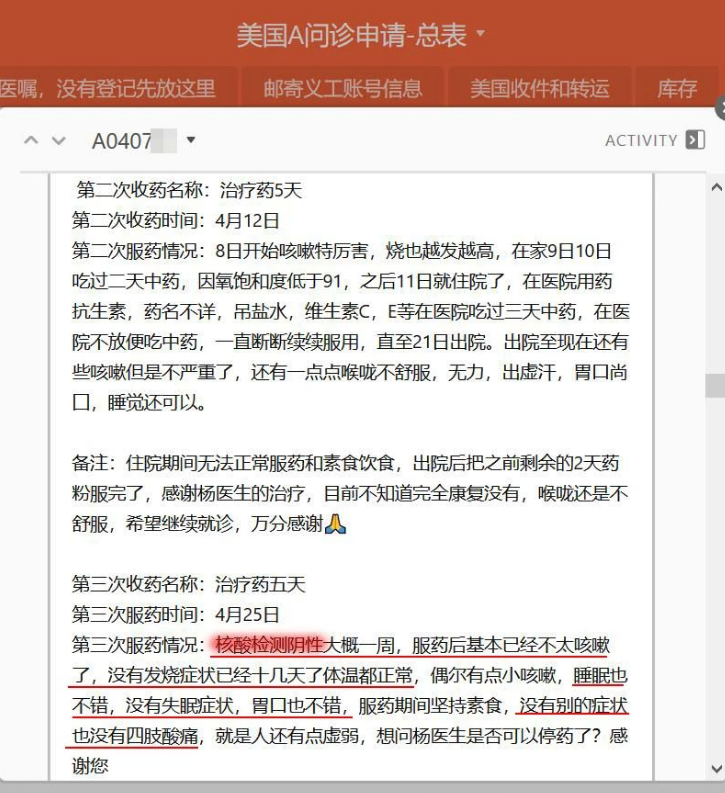 美国A问诊申请-总表
医嘱，没有登记先放这里
邮寄义工账号信息
美国收件和转运
库存
A0407
ACTIVITY
第二次收药名称：治疗药5天
第二次收药时间：4月12日
第二次服药情况：8日开始咳嗽特厉害，烧也越发越高，在家9日10日
吃过二天中药，因氧饱和度低于91，之后11日就住院了，在医院用药
抗生素，药名不详，吊盐水，维生素C，E等在医院吃过三天中药，在医
院不放便吃中药，一直断断续续服用，直至21日出院。出院至现在还有
些咳嗽但是不严重了，还有一点点喉咙不舒服，无力，出虚汗，胃口尚
口，睡觉还可以。
备注：住院期间无法正常服药和素食饮食，出院后把之前剩余的2天药
粉服完了，感谢杨医生的治疗，目前不知道完全康复没有，喉咙还是不
舒服，希望继续就诊，万分感谢🙏
第三次收药名称：治疗药五天
第三次服药时间：4月25日
第三次服药情况：核酸检测阴性大概一周，服药后基本已经不太咳嗽
了，没有发烧症状已经十几天了体温都正常，偶尔有点小咳嗽，睡眠也
不错，没有失眠症状，胃口也不错，服药期间坚持素食，没有别的症状
也没有四肢酸痛，就是人还有点虚弱，想问杨医生是否可以停药了？感
谢您